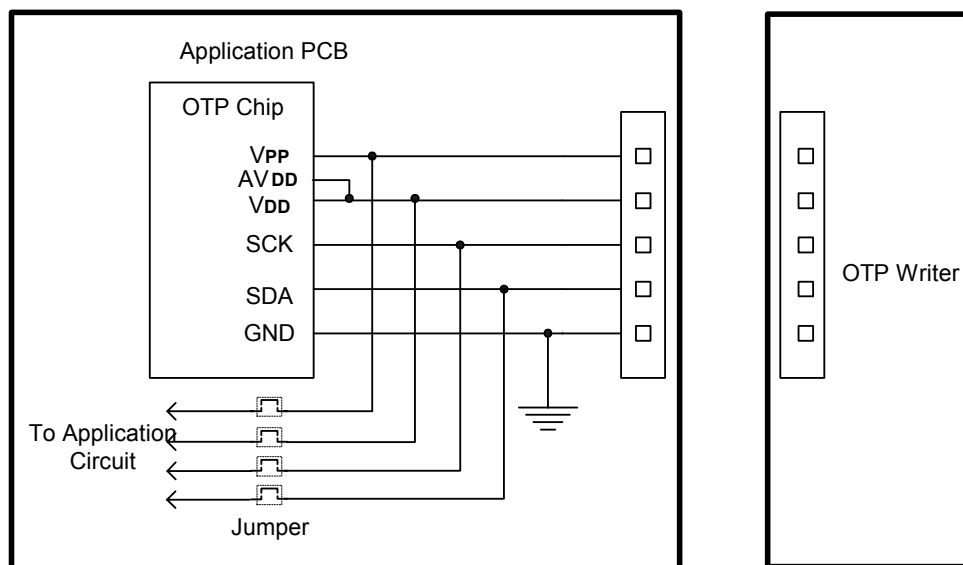 Application PCB
OTP Chip
VPP
AVDD
VDD
SCK
SDA
GND
OTP Writer
To Application
Circuit
Jumper